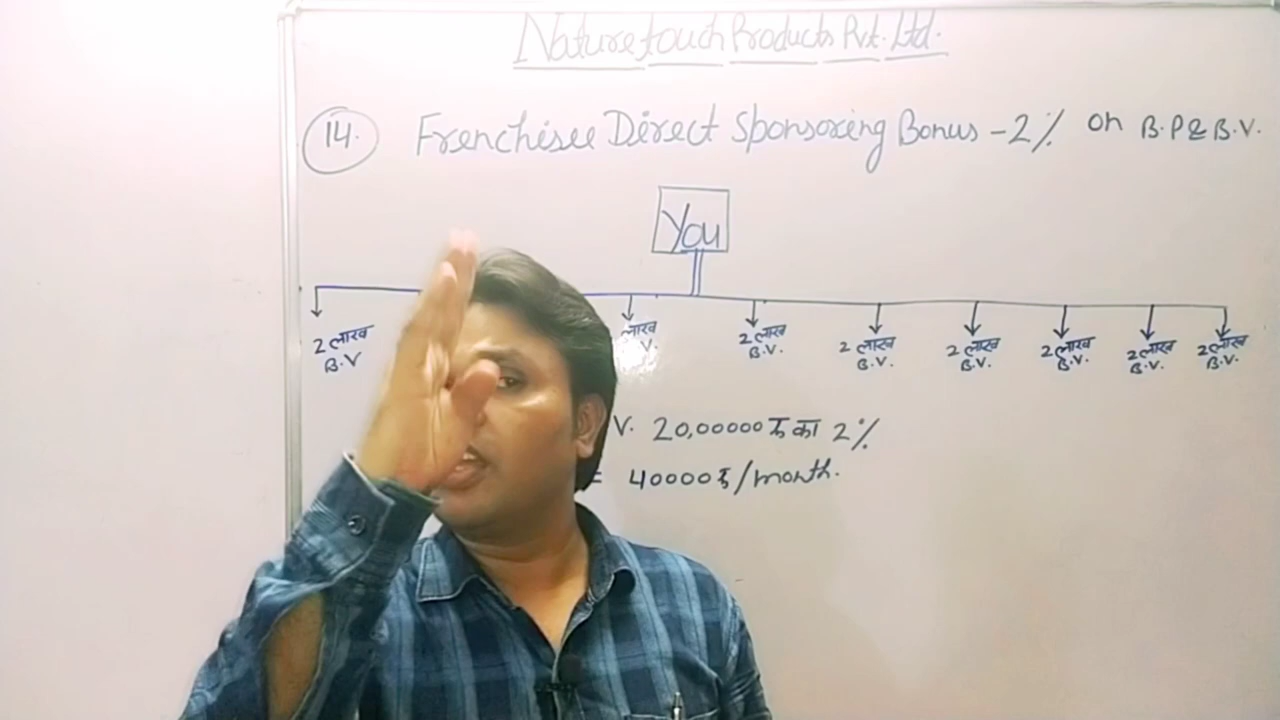 Naturetouch Products Pvt. Ltd.
14. Frenchisee Direct Sponsoring Bonus - 2% on B.P & B.V.
You
2 लाख B.V
लाख V.
2 लाख B.V.
2 लाख B.V.
2 लाख B.V.
2 लाख B.V.
2 लाख B.V.
2 लाख B.V.
V. 20,00000 ₹ का 2%
= 40000 ₹/month.